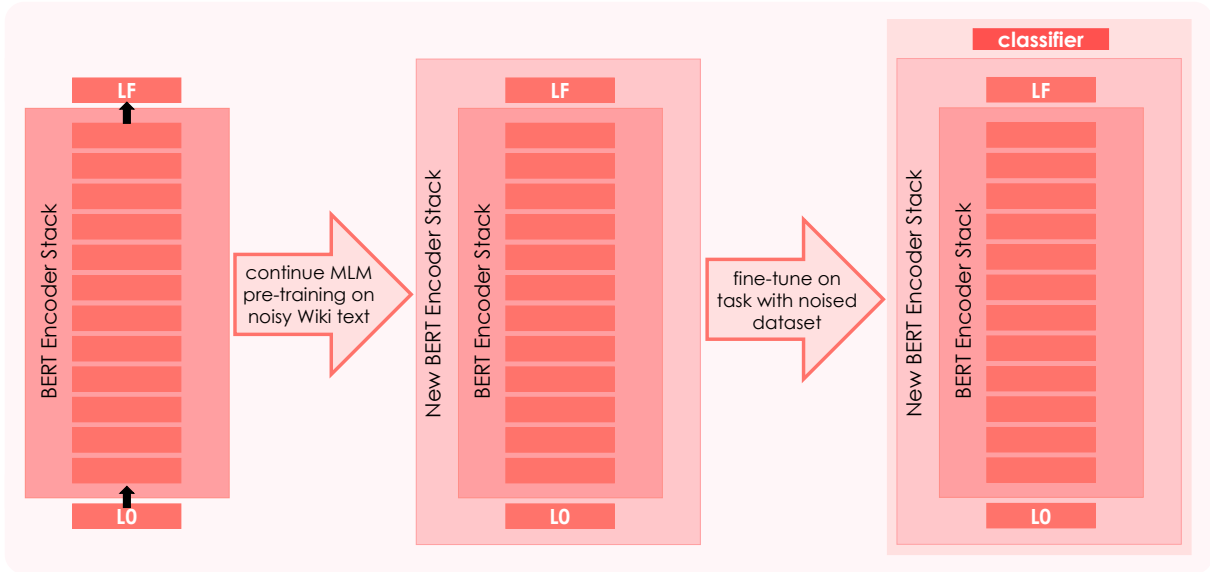 LF
BERT Encoder Stack
L0
continue MLM
pre-training on
noisy Wiki text
New BERT Encoder Stack
LF
BERT Encoder Stack
L0
fine-tune on
task with noised
dataset
classifier
New BERT Encoder Stack
LF
BERT Encoder Stack
L0